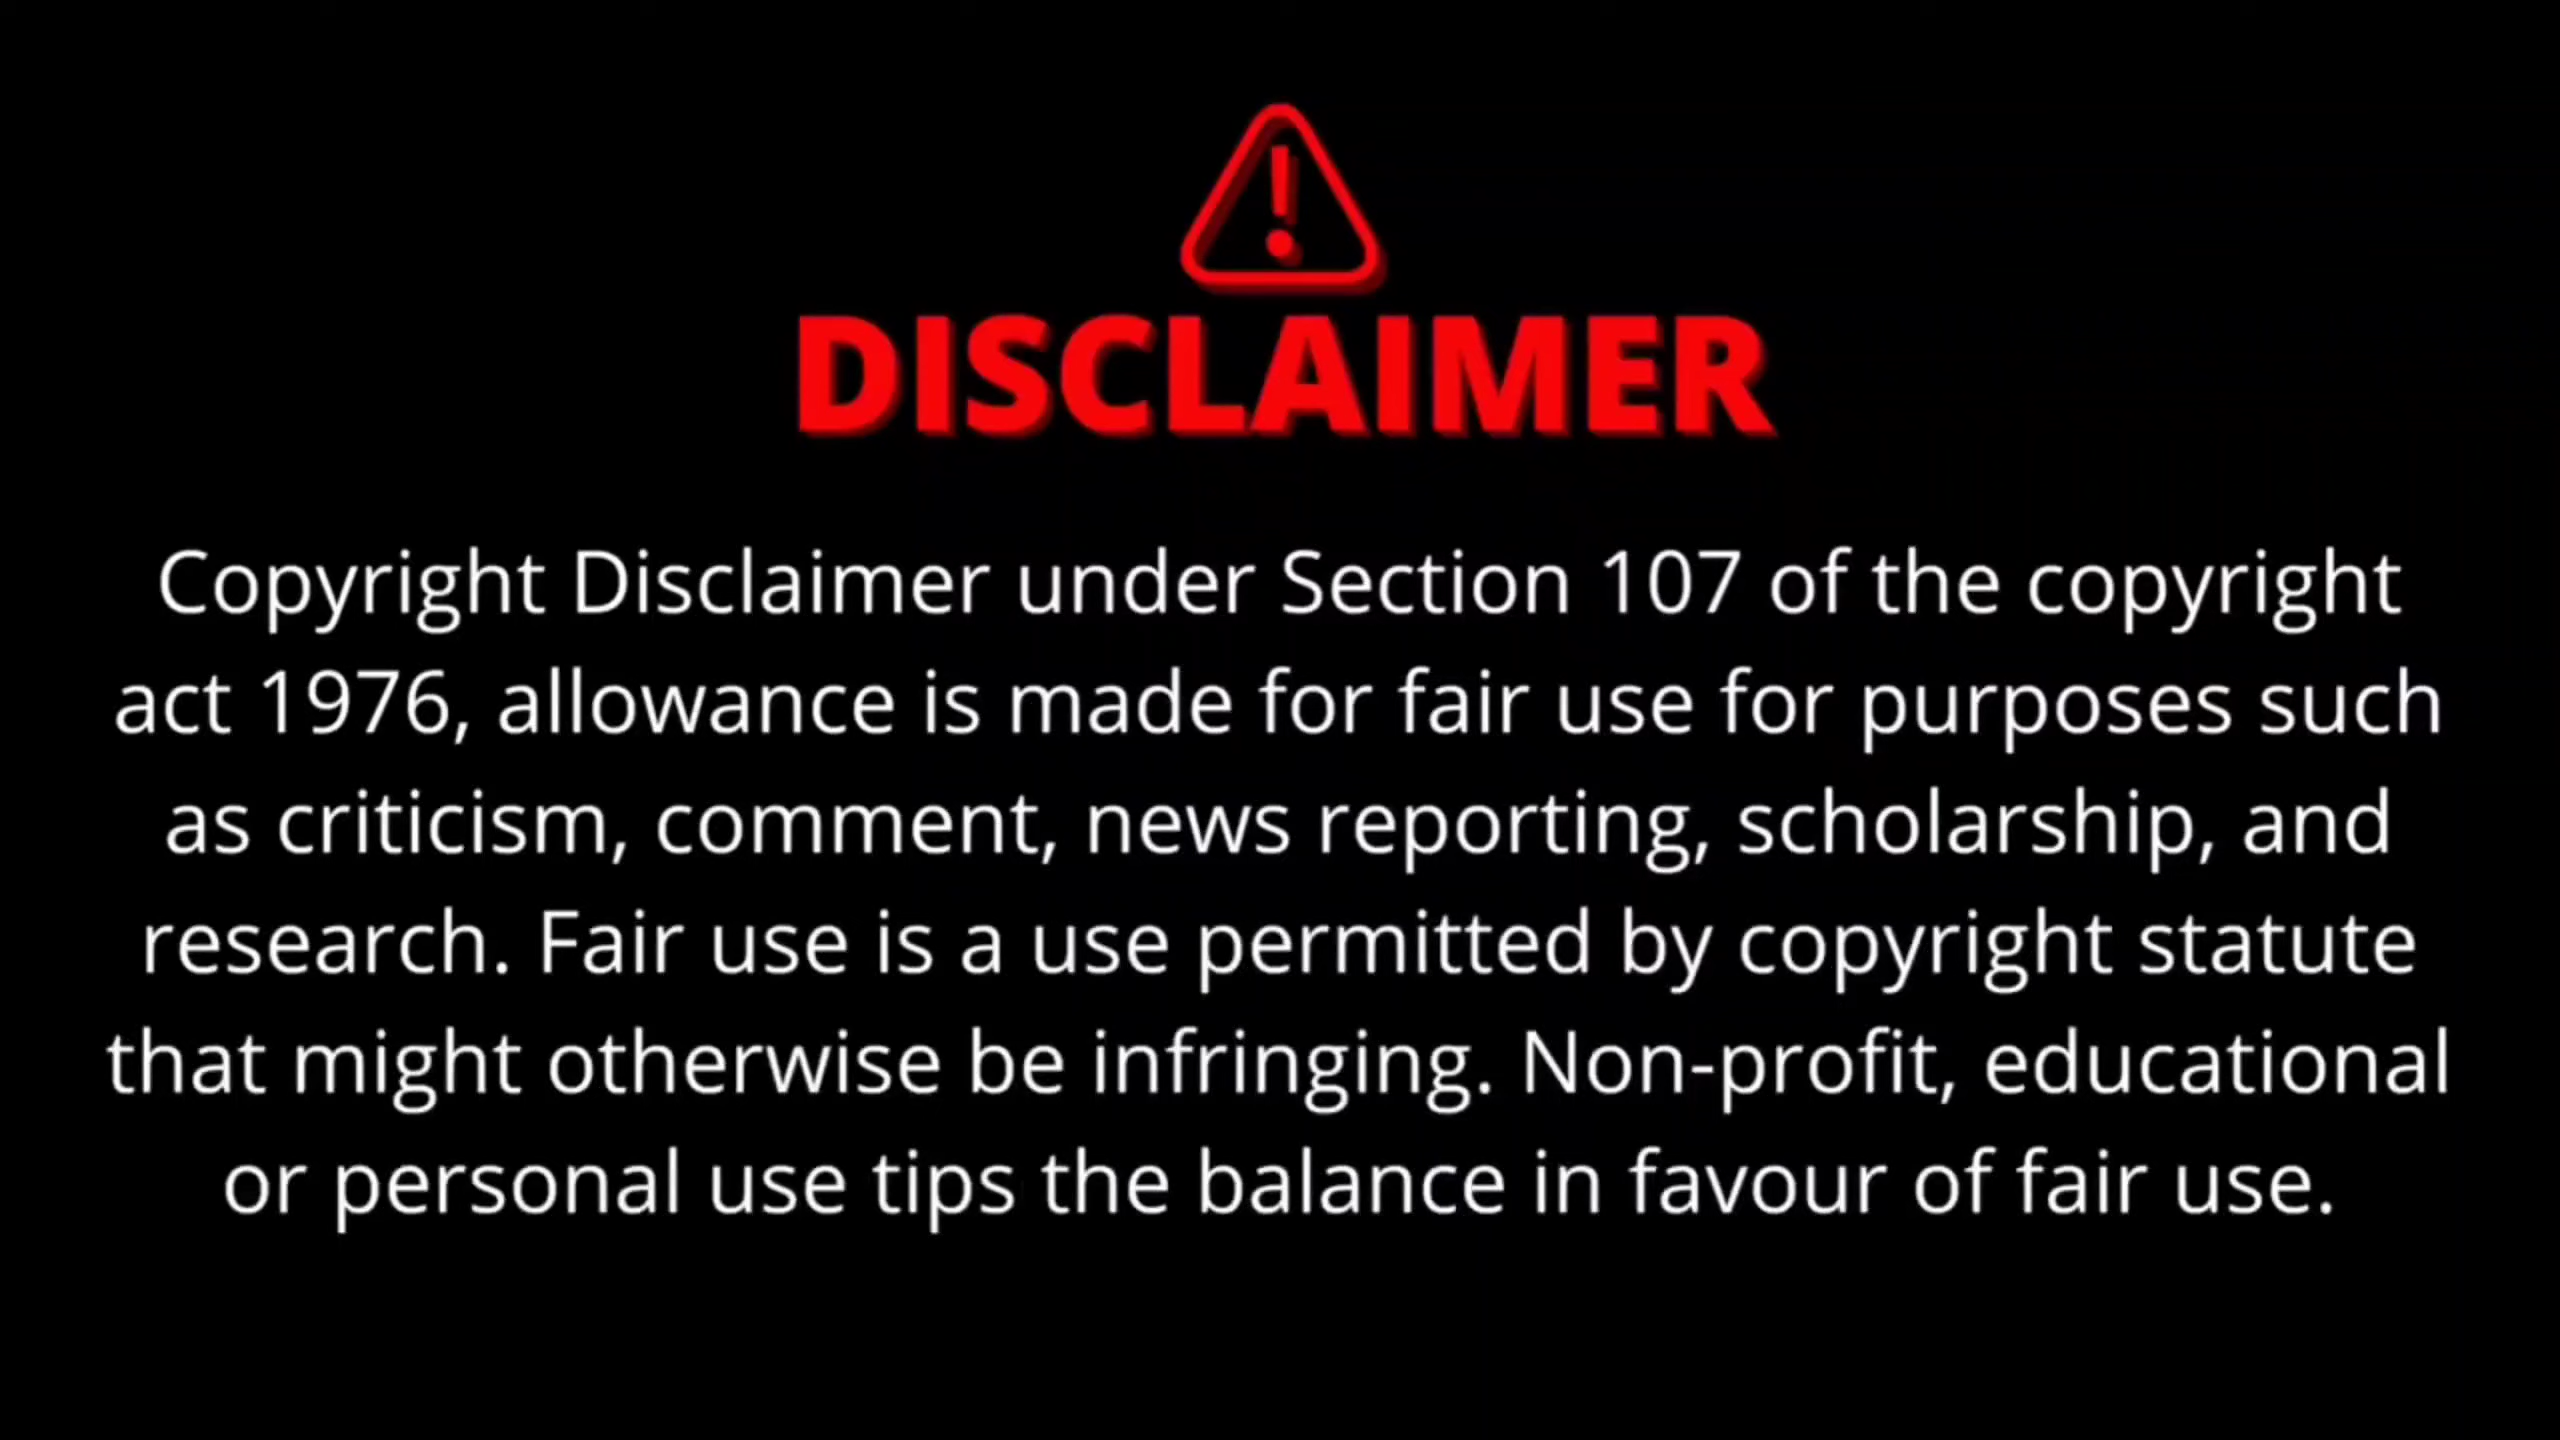 DISCLAIMER
Copyright Disclaimer under Section 107 of the copyright
act 1976, allowance is made for fair use for purposes such
as criticism, comment, news reporting, scholarship, and
research. Fair use is a use permitted by copyright statute
that might otherwise be infringing. Non-profit, educational
or personal use tips the balance in favour of fair use.